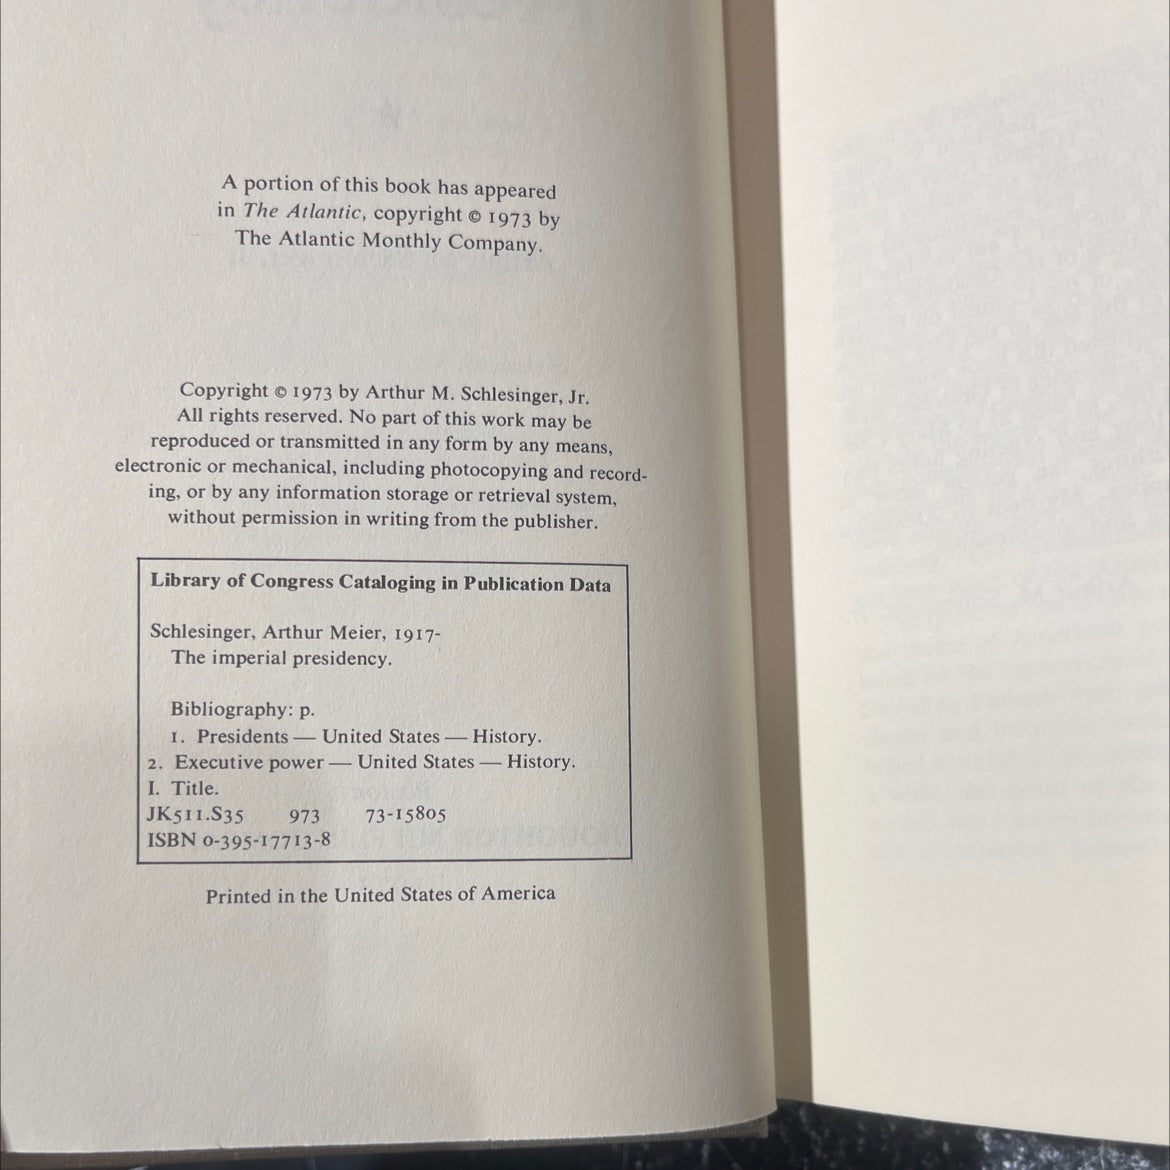 A portion of this book has appeared
in The Atlantic, copyright © 1973 by
The Atlantic Monthly Company.
Copyright © 1973 by Arthur M. Schlesinger, Jr.
All rights reserved. No part of this work may be
reproduced or transmitted in any form by any means,
electronic or mechanical, including photocopying and record-
ing, or by any information storage or retrieval system,
without permission in writing from the publisher.
Library of Congress Cataloging in Publication Data
Schlesinger, Arthur Meier, 1917-
The imperial presidency.
Bibliography: p.
1. Presidents — United States — History.
2. Executive power — United States — History.
I. Title.
JK511.S35 973 73-15805
ISBN 0-395-17713-8
Printed in the United States of America